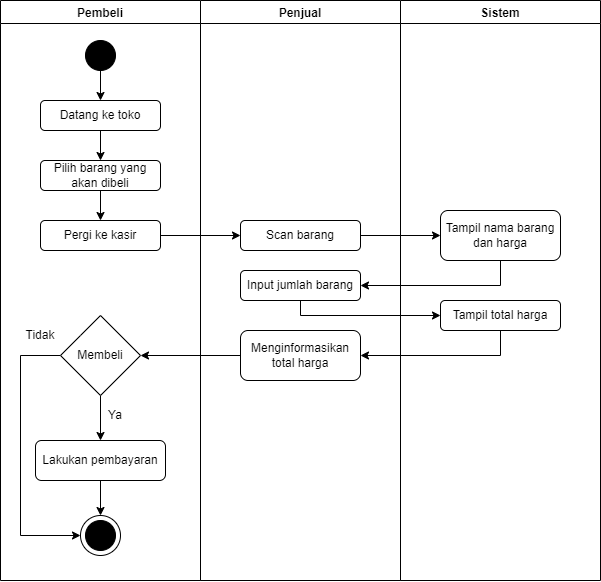 Pembeli
Penjual
Sistem
Datang ke toko
Pilih barang yang
akan dibeli
Pergi ke kasir
Scan barang
Tampil nama barang
dan harga
Input jumlah barang
Tampil total harga
Menginformasikan
total harga
Membeli
Tidak
Ya
Lakukan pembayaran